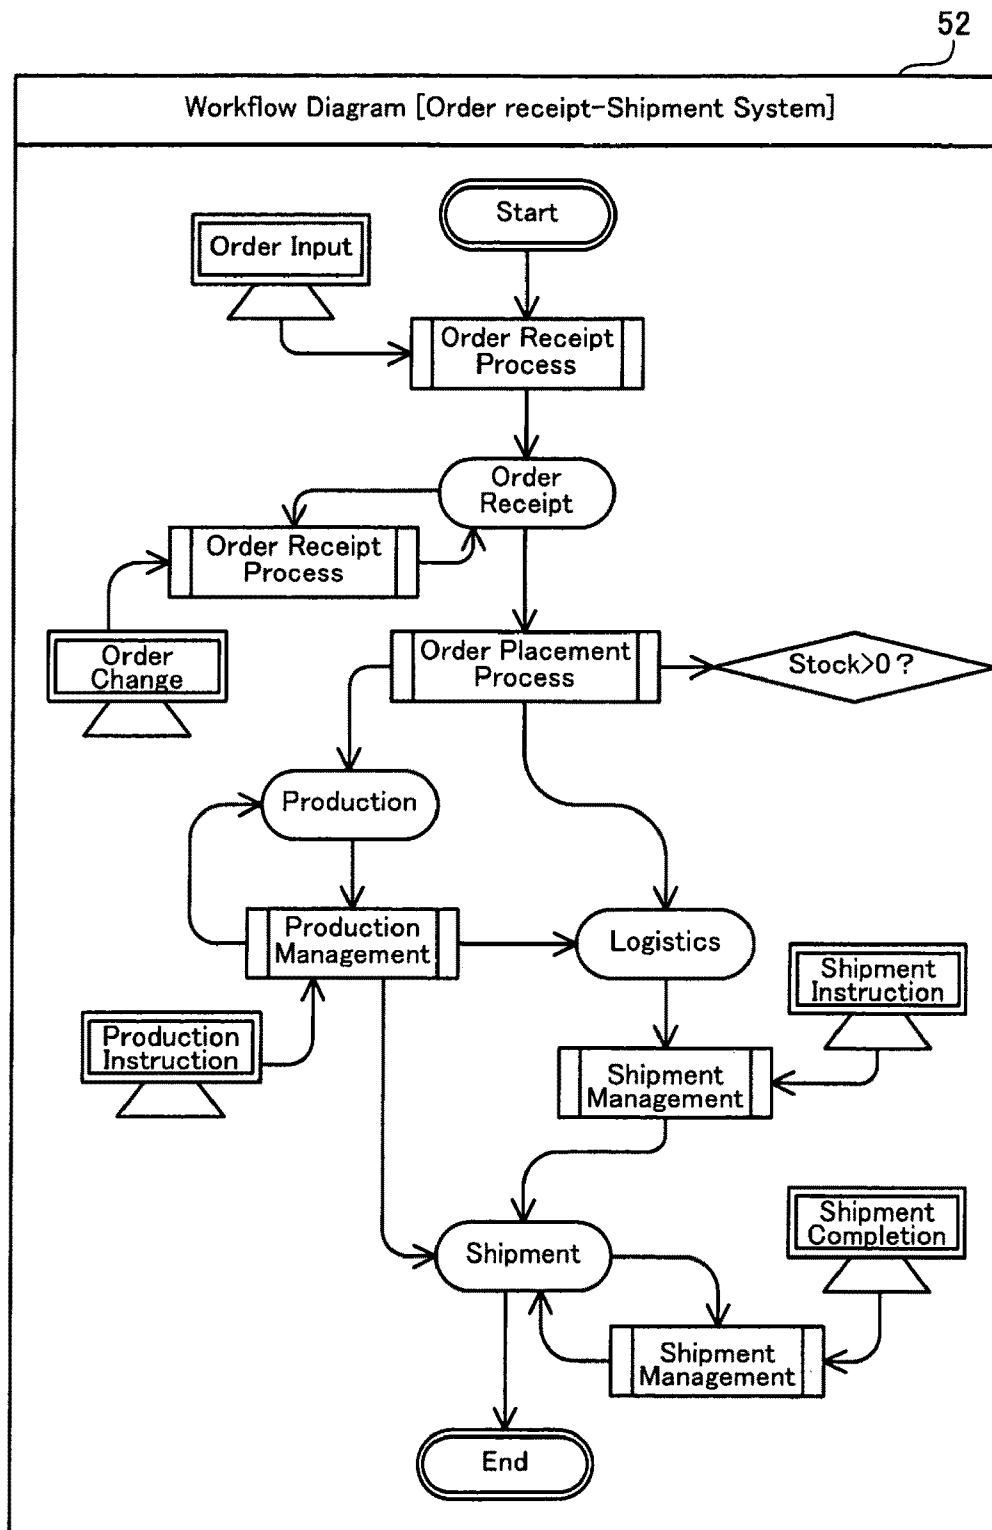 52
Workflow Diagram [Order receipt-Shipment System]
Start
Order Input
Order Receipt
Process
Order
Receipt
Order Receipt
Process
Order
Change
Order Placement
Process
Stock>0?
Production
Production
Management
Logistics
Shipment
Instruction
Production
Instruction
Shipment
Management
Shipment
Completion
Shipment
Shipment
Management
End